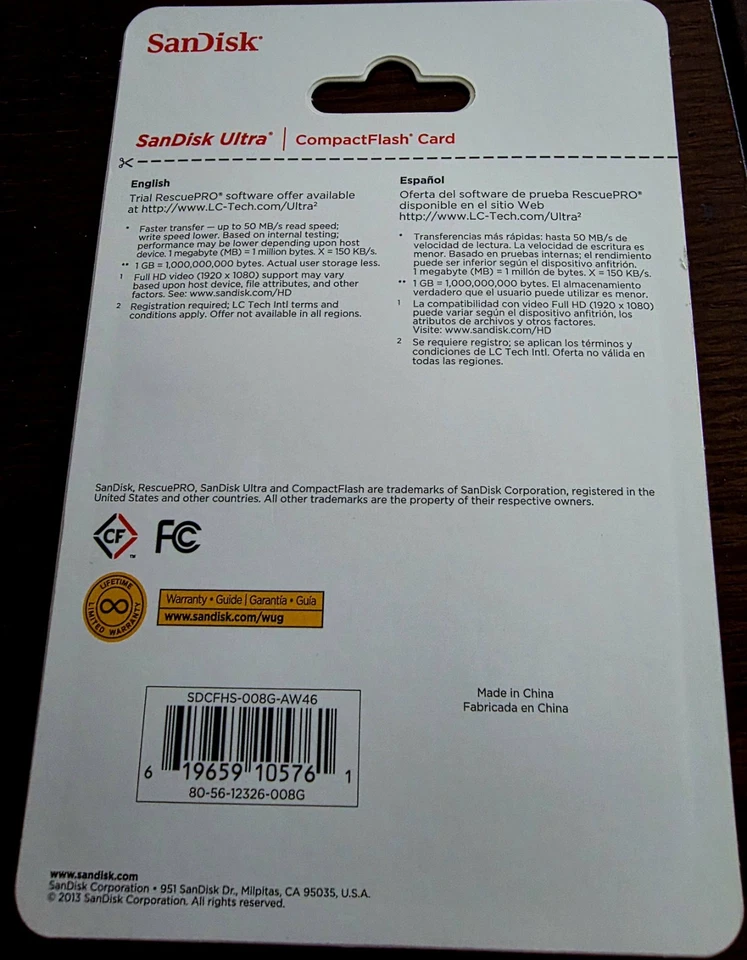 SanDisk®
SanDisk Ultra® | CompactFlash® Card
English
Trial RescuePRO® software offer available
at http://www.LC-Tech.com/Ultra²
* Faster transfer — up to 50 MB/s read speed;
write speed lower. Based on internal testing;
performance may be lower depending upon host
device. 1 megabyte (MB) = 1 million bytes. X = 150 KB/s.
** 1 GB = 1,000,000,000 bytes. Actual user storage less.
1 Full HD video (1920 x 1080) support may vary
based upon host device, file attributes, and other
factors. See: www.sandisk.com/HD
2 Registration required; LC Tech Intl terms and
conditions apply. Offer not available in all regions.
Español
Oferta del software de prueba RescuePRO®
disponible en el sitio Web
http://www.LC-Tech.com/Ultra²
* Transferencias más rápidas: hasta 50 MB/s de
velocidad de lectura. La velocidad de escritura es
menor. Basado en pruebas internas; el rendimiento
puede ser inferior según el dispositivo anfitrión.
1 megabyte (MB) = 1 millón de bytes. X = 150 KB/s.
** 1 GB = 1,000,000,000 bytes. El almacenamiento
verdadero que el usuario puede utilizar es menor.
1 La compatibilidad con video Full HD (1920 x 1080)
puede variar según el dispositivo anfitrión, los
atributos de archivos y otros factores.
Visite: www.sandisk.com/HD
2 Se requiere registro; se aplican los términos y
condiciones de LC Tech Intl. Oferta no válida en
todas las regiones.
SanDisk, RescuePRO, SanDisk Ultra and CompactFlash are trademarks of SanDisk Corporation, registered in the
United States and other countries. All other trademarks are the property of their respective owners.
CF™ FC
LIFETIME
LIMITED WARRANTY
Warranty • Guide | Garantía • Guía
www.sandisk.com/wug
SDCFHS-008G-AW46
6 19659 10576 1
80-56-12326-008G
Made in China
Fabricada en China
www.sandisk.com
SanDisk Corporation • 951 SanDisk Dr., Milpitas, CA 95035, U.S.A.
© 2013 SanDisk Corporation. All rights reserved.